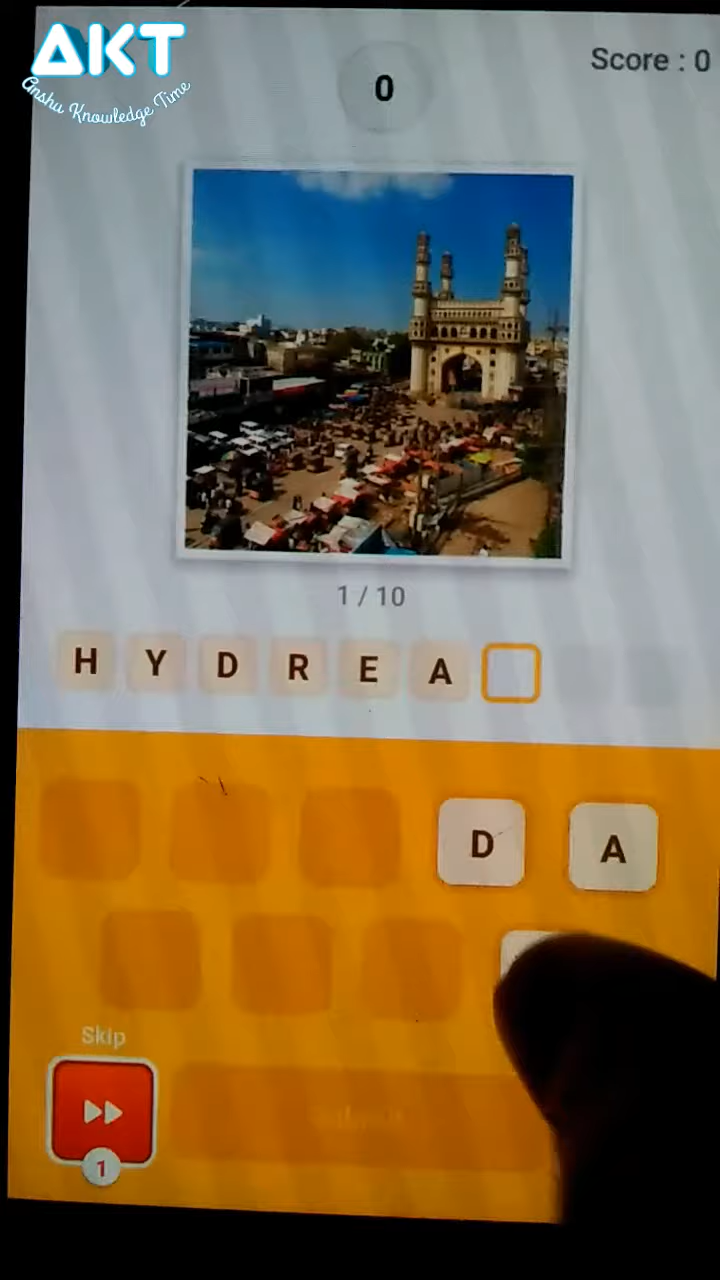 AKT
Anshu Knowledge Time
Score : 0
0
1 / 10
H Y D R E A
D A
Skip
1